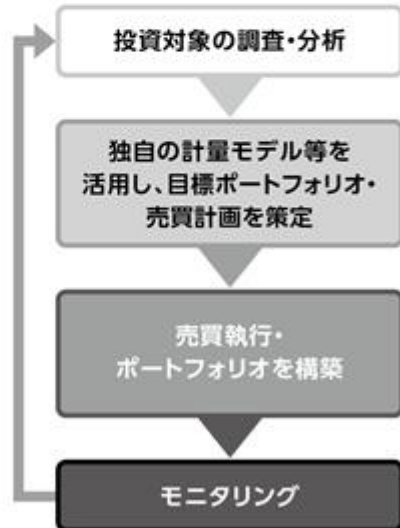 投資対象の調査・分析
独自の計量モデル等を
活用し、目標ポートフォリオ・
売買計画を策定
売買執行・
ポートフォリオを構築
モニタリング